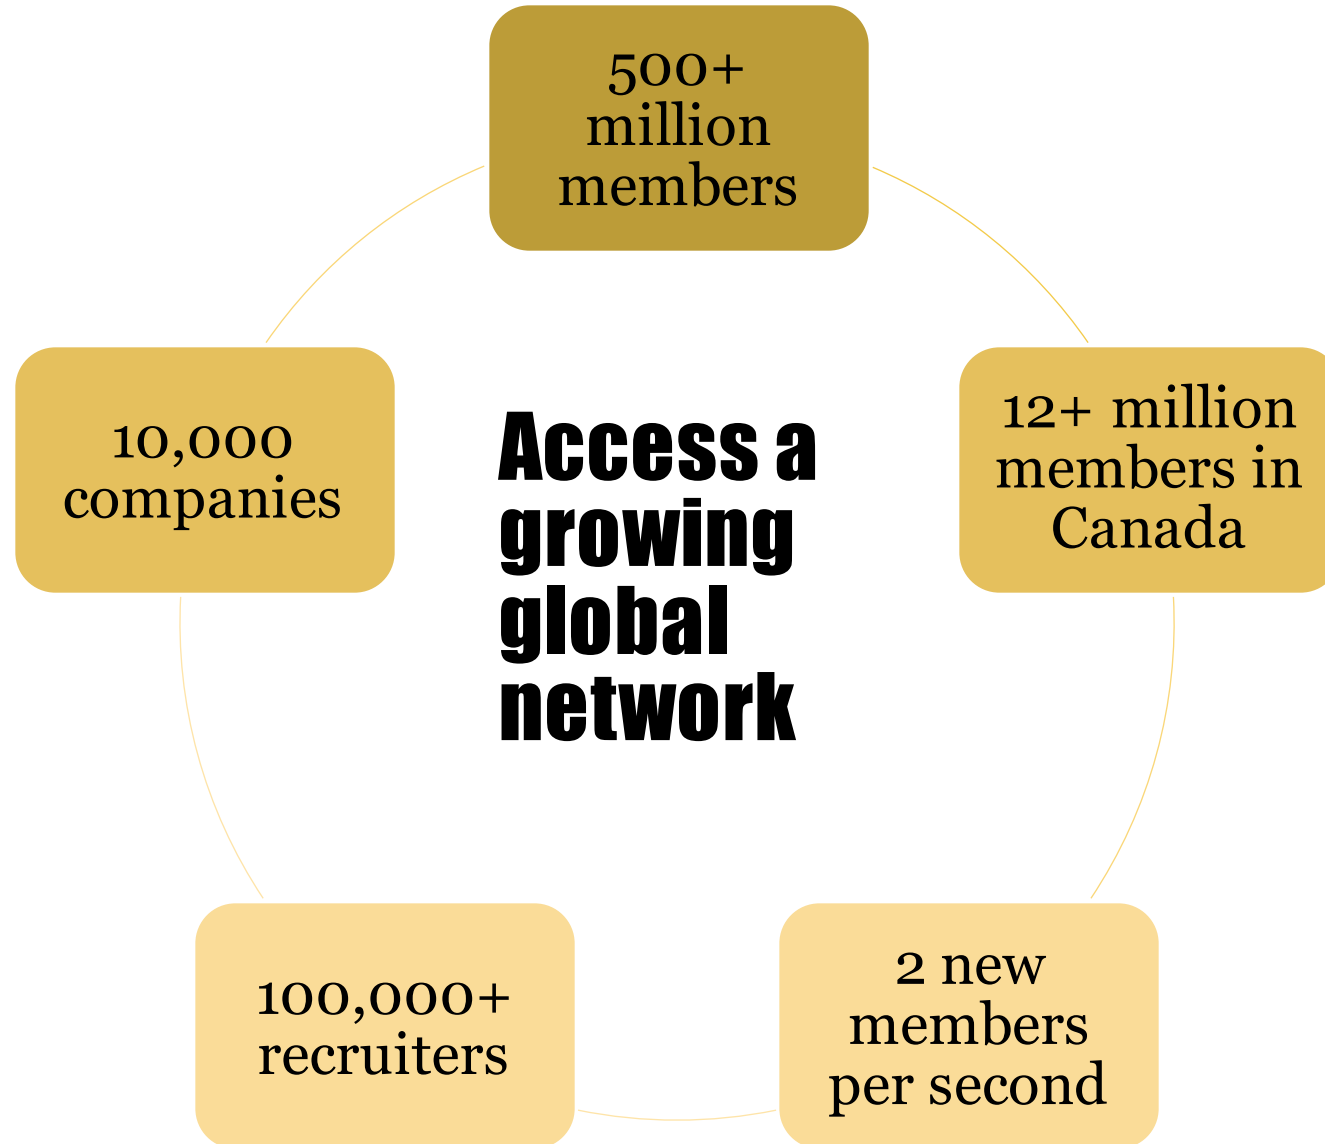 500+
million
members
12+ million
members in
Canada
2 new
members
per second
100,000+
recruiters
10,000
companies
Access a
growing
global
network